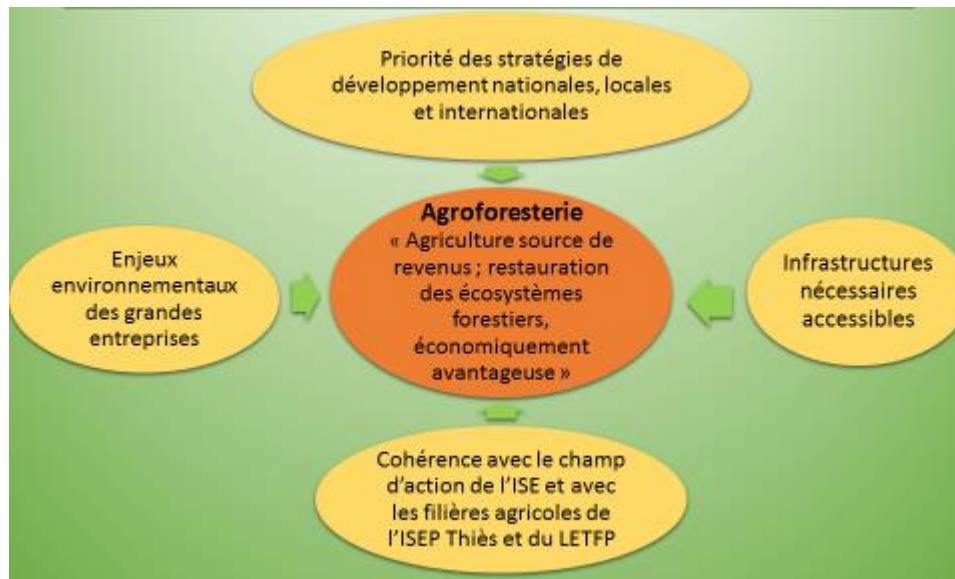 Priorité des stratégies de
développement nationales, locales
et internationales
Agroforesterie
« Agriculture source de
revenus ; restauration
des écosystèmes
forestiers,
économiquement
avantageuse »
Enjeux
environnementaux
des grandes
entreprises
Infrastructures
nécessaires
accessibles
Cohérence avec le champ
d’action de l’ISE et avec
les filières agricoles de
l’ISEP Thiès et du LETFP